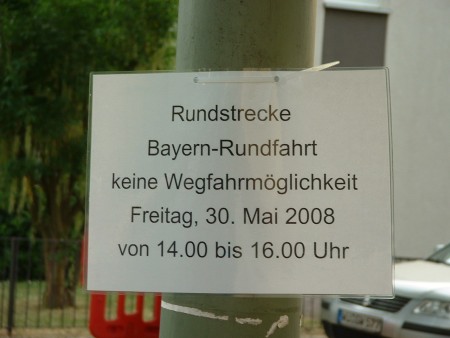 Rundstrecke
Bayern-Rundfahrt
keine Wegfahrmöglichkeit
Freitag, 30. Mai 2008
von 14.00 bis 16.00 Uhr